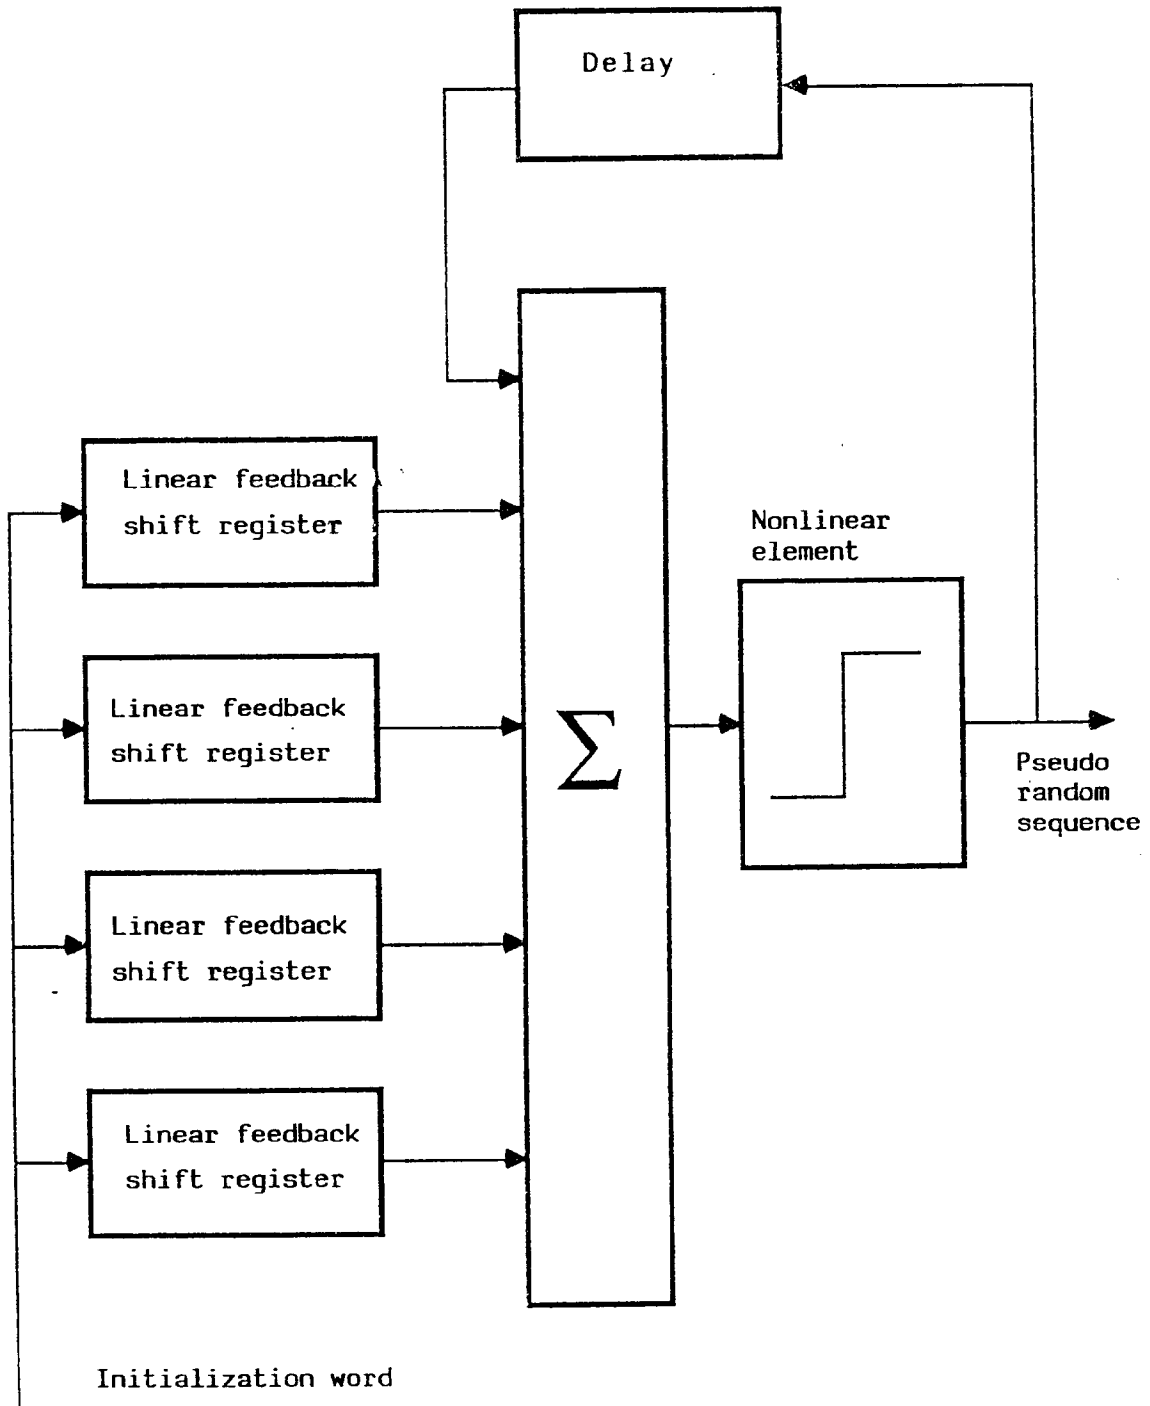 Delay
Linear feedback
shift register
Nonlinear
element
Linear feedback
shift register
Σ
Pseudo
random
sequence
Linear feedback
shift register
Linear feedback
shift register
Initialization word